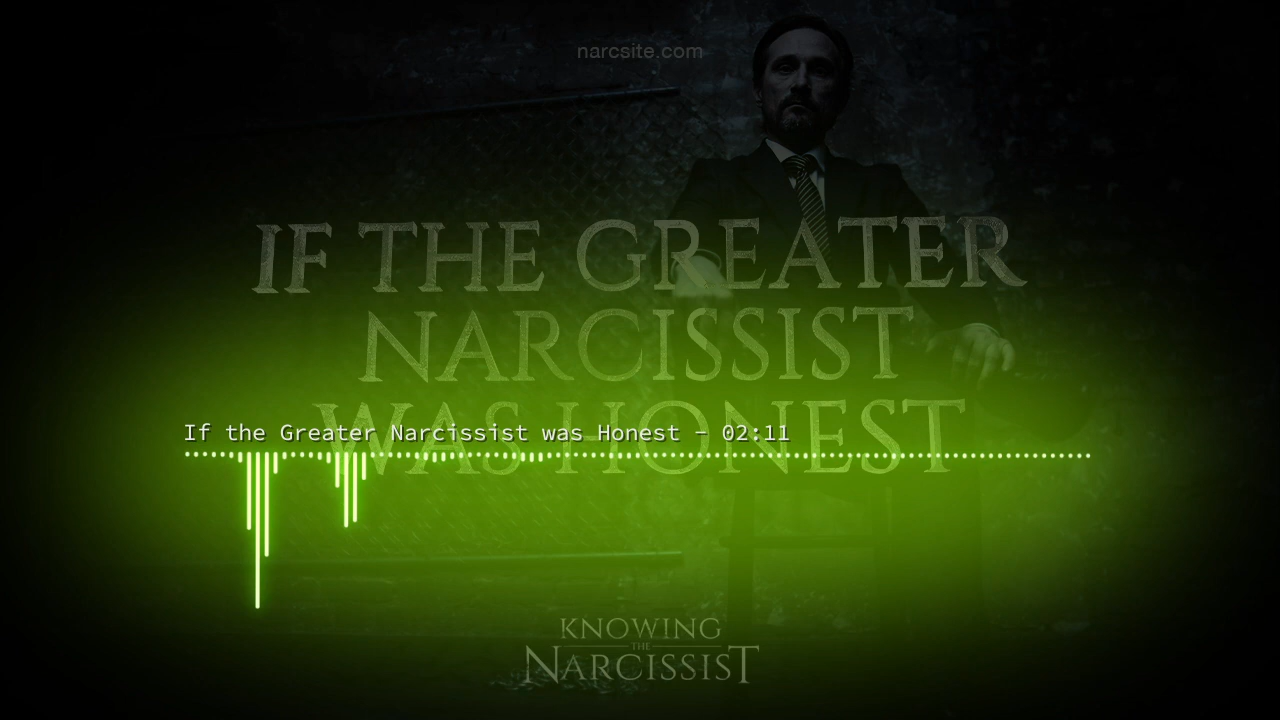 narcsite.com
IF THE GREATER
NARCISSIST
WAS HONEST
If the Greater Narcissist was Honest - 02:11
KNOWING
THE
NARCISSIST